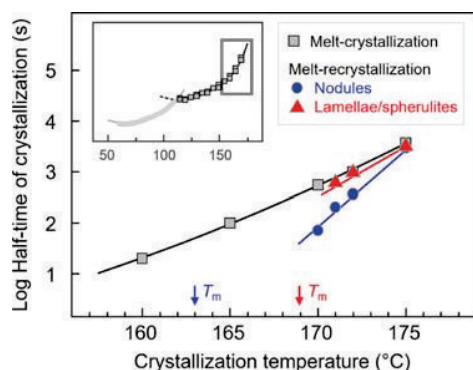 Log Half-time of crystallization (s)
5
4
3
2
1
50 100 150
Melt-crystallization
Melt-recrystallization
Nodules
Lamellae/spherulites
Tm
Tm
160 165 170 175
Crystallization temperature (°C)